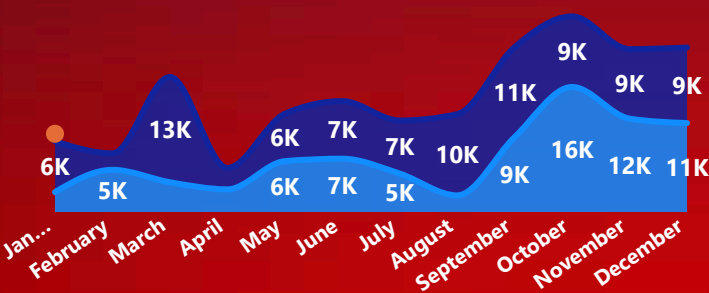 9K
9K
9K
11K
13K
6K
7K
7K
10K
6K
16K
12K
11K
9K
5K
6K
7K
5K
Jan...
February
March
April
May
June
July
August
September
October
November
December